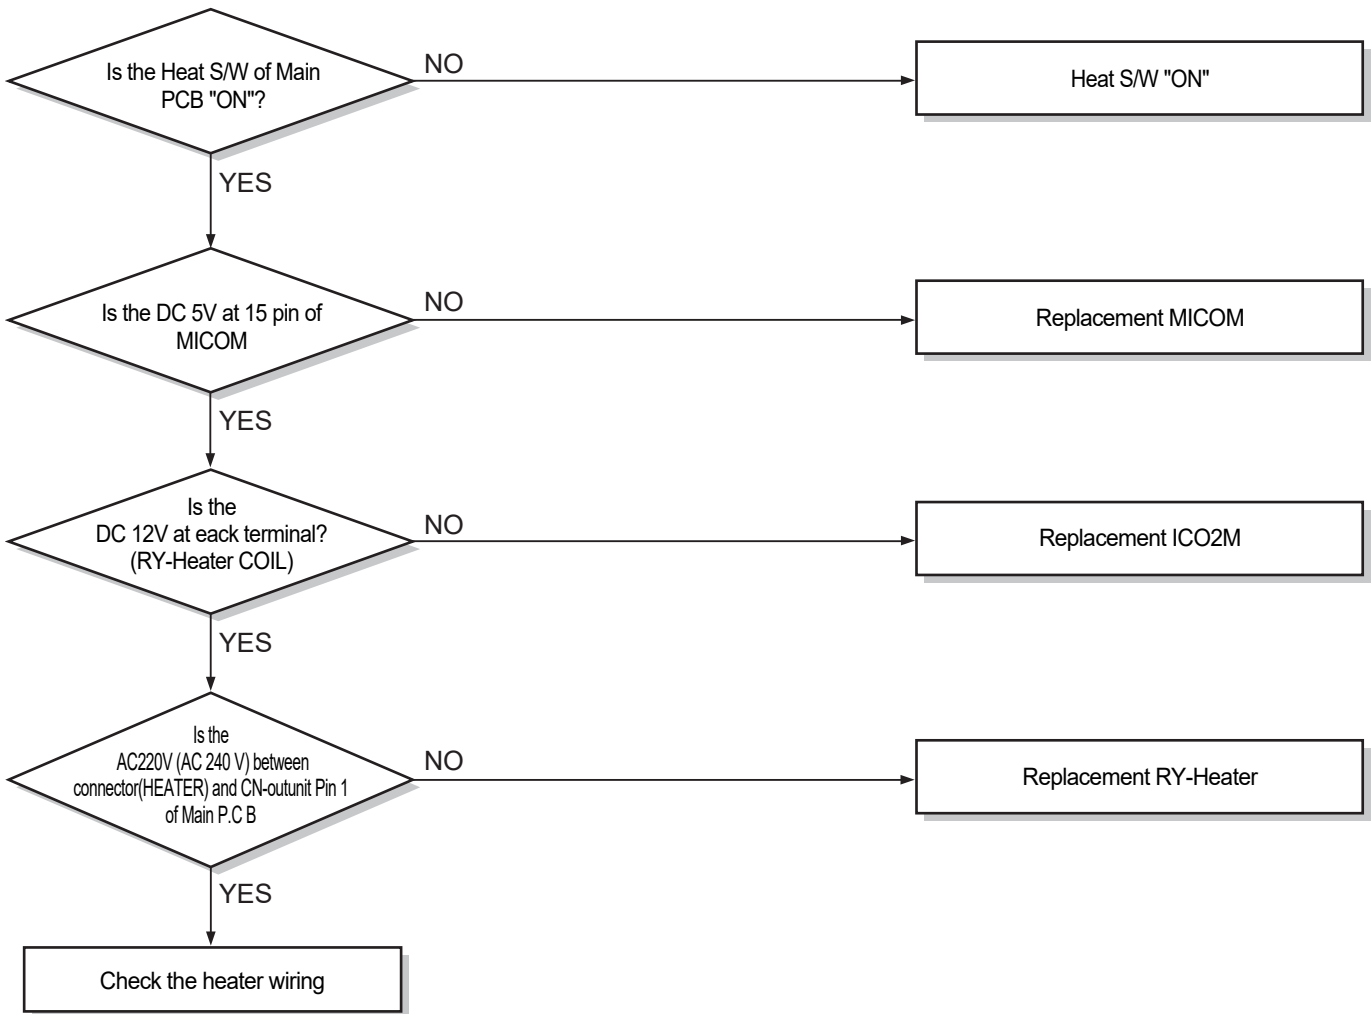 Is the Heat S/W of Main
PCB "ON"?
NO
Heat S/W "ON"
YES
Is the DC 5V at 15 pin of
MICOM
NO
Replacement MICOM
YES
Is the
DC 12V at eack terminal?
(RY-Heater COIL)
NO
Replacement ICO2M
YES
Is the
AC220V (AC 240 V) between
connector(HEATER) and CN-outunit Pin 1
of Main P.C B
NO
Replacement RY-Heater
YES
Check the heater wiring